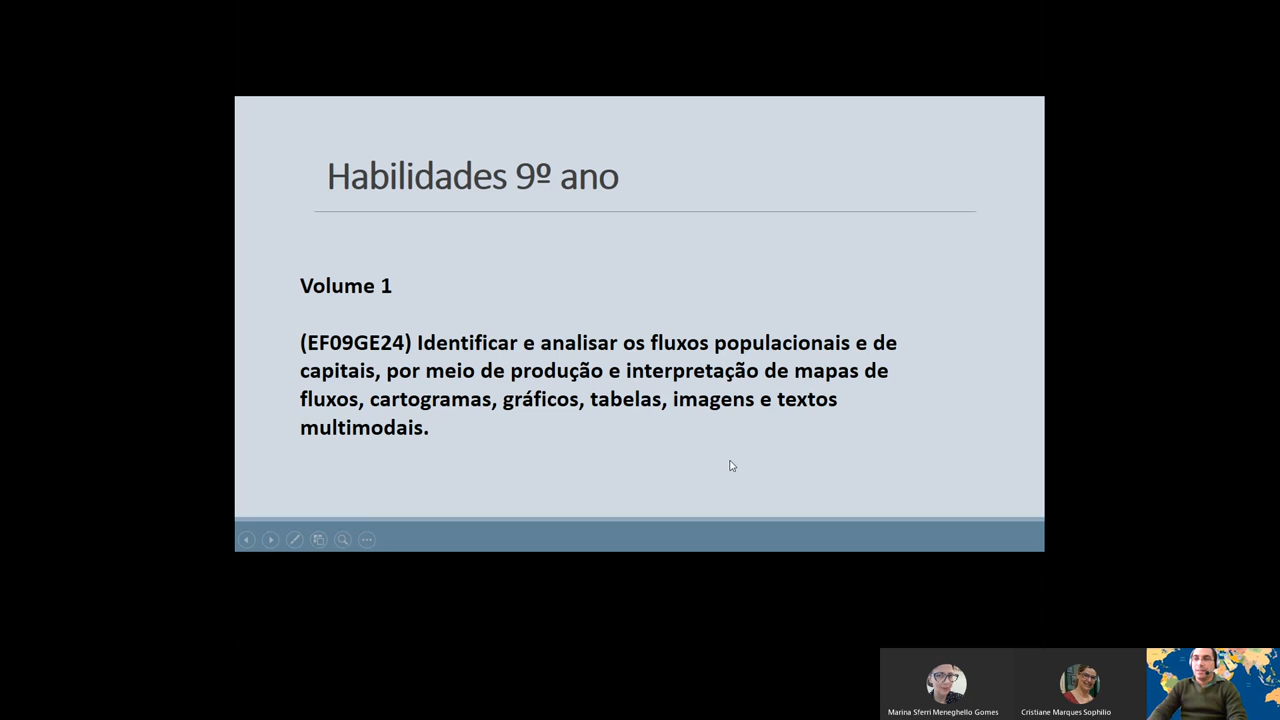 Habilidades 9º ano
Volume 1
(EF09GE24) Identificar e analisar os fluxos populacionais e de
capitais, por meio de produção e interpretação de mapas de
fluxos, cartogramas, gráficos, tabelas, imagens e textos
multimodais.
Marina Sferri Meneghello Gomes
Cristiane Marques Sophilio